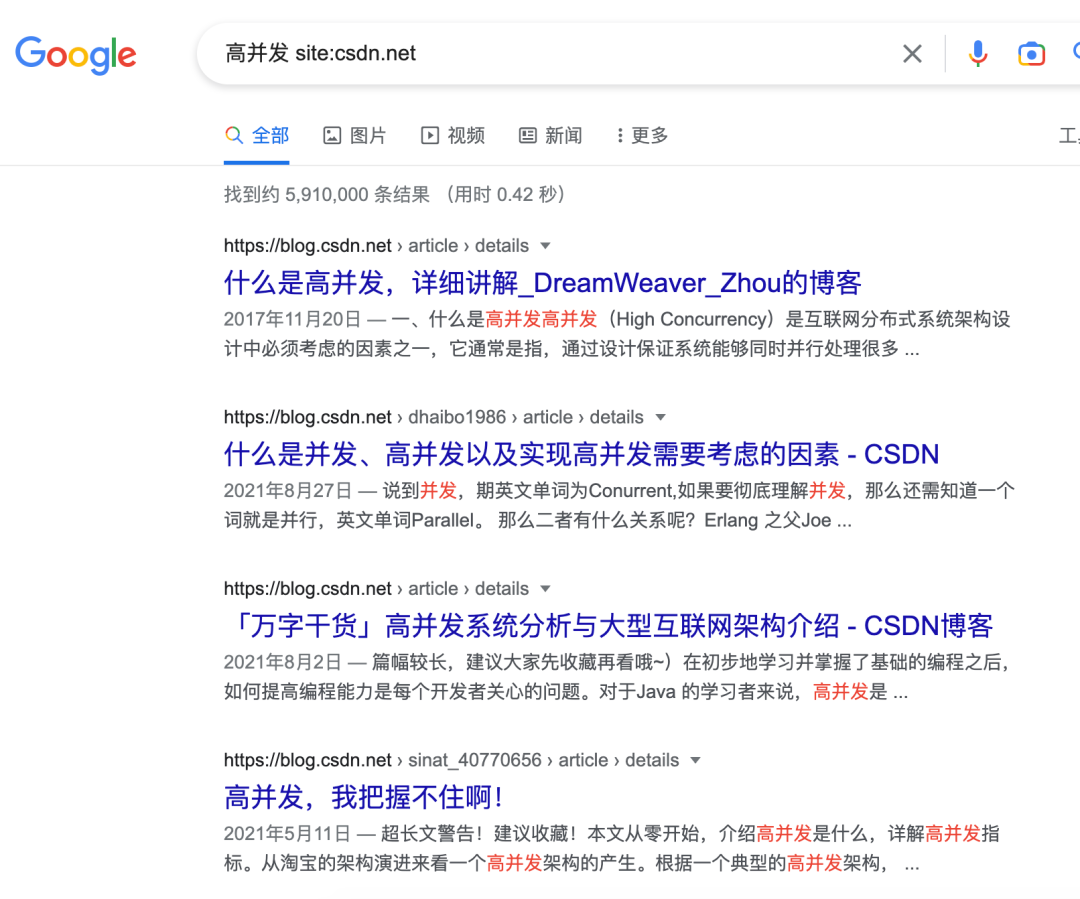 Google
高并发 site:csdn.net
全部 图片 视频 新闻 更多
找到约 5,910,000 条结果 （用时 0.42 秒）
https://blog.csdn.net › article › details
什么是高并发，详细讲解_DreamWeaver_Zhou的博客
2017年11月20日 — 一、什么是高并发高并发（High Concurrency）是互联网分布式系统架构设
计中必须考虑的因素之一，它通常是指，通过设计保证系统能够同时并行处理很多 ...
https://blog.csdn.net › dhaibo1986 › article › details
什么是并发、高并发以及实现高并发需要考虑的因素 - CSDN
2021年8月27日 — 说到并发，期英文单词为Conurrent,如果要彻底理解并发，那么还需知道一个
词就是并行，英文单词Parallel。 那么二者有什么关系呢？Erlang 之父Joe ...
https://blog.csdn.net › article › details
「万字干货」高并发系统分析与大型互联网架构介绍 - CSDN博客
2021年8月2日 — 篇幅较长，建议大家先收藏再看哦~）在初步地学习并掌握了基础的编程之后，
如何提高编程能力是每个开发者关心的问题。对于Java 的学习者来说，高并发是 ...
https://blog.csdn.net › sinat_40770656 › article › details
高并发，我把握不住啊！
2021年5月11日 — 超长文警告！建议收藏！本文从零开始，介绍高并发是什么，详解高并发指
标。从淘宝的架构演进来看一个高并发架构的产生。根据一个典型的高并发架构， ...